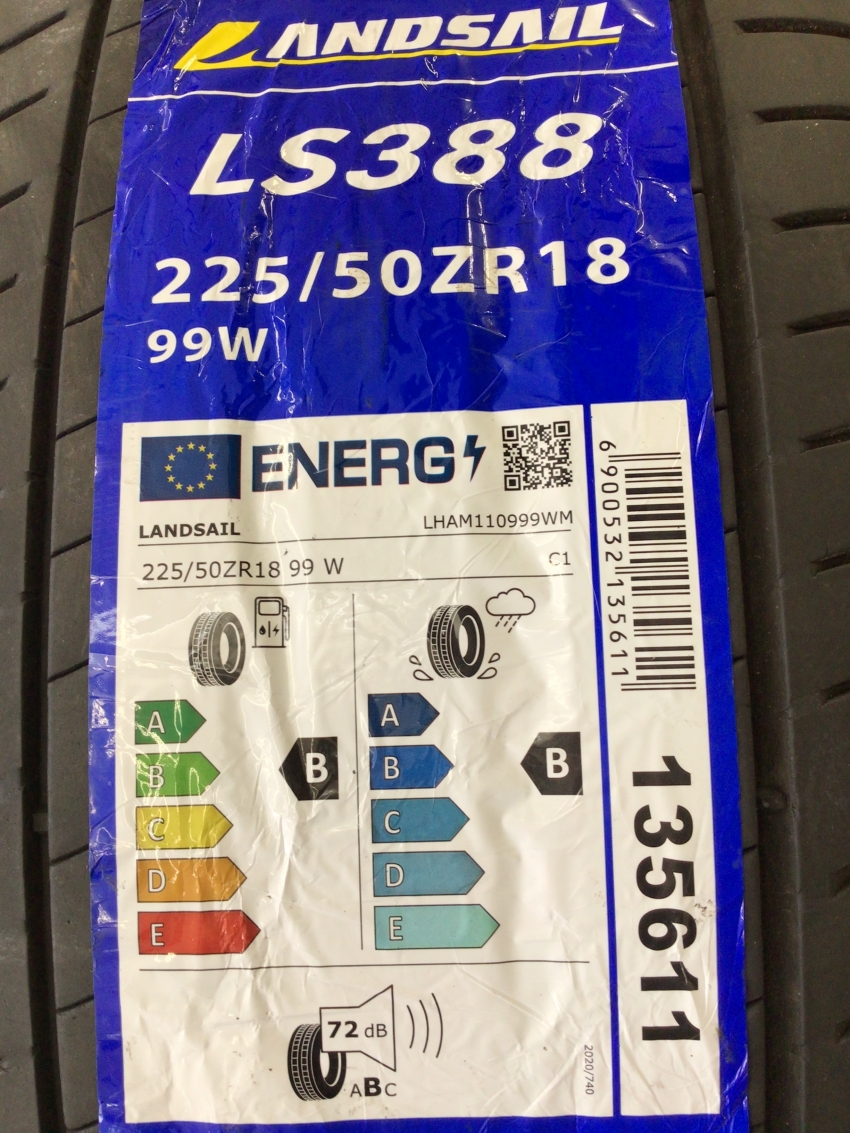 LANDSAIL
LS388
225/50ZR18
99W
ENERG
LANDSAIL
LHAM110999WM
225/50ZR18 99 W
C1
A
B
C
D
E
B
A
B
C
D
E
B
72 dB
ABC
2020/740
6 900532 135611
135611